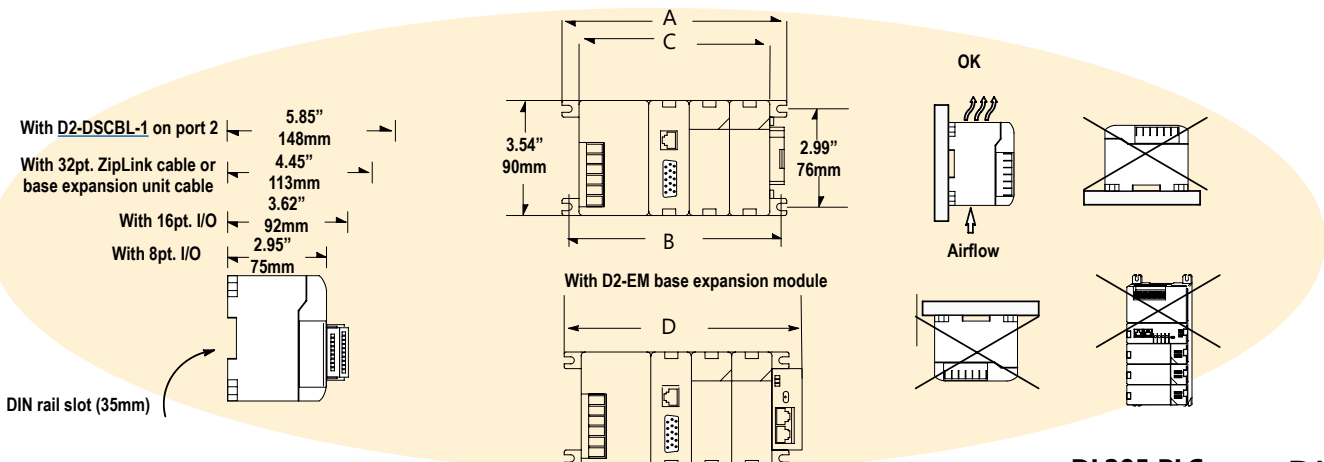 A
C
OK
With D2-DSCBL-1 on port 2
5.85”
148mm
With 32pt. ZipLink cable or
base expansion unit cable
4.45”
113mm
With 16pt. I/O
3.62”
92mm
With 8pt. I/O
2.95”
75mm
3.54”
90mm
2.99”
76mm
B
Airflow
With D2-EM base expansion module
D
DIN rail slot (35mm)